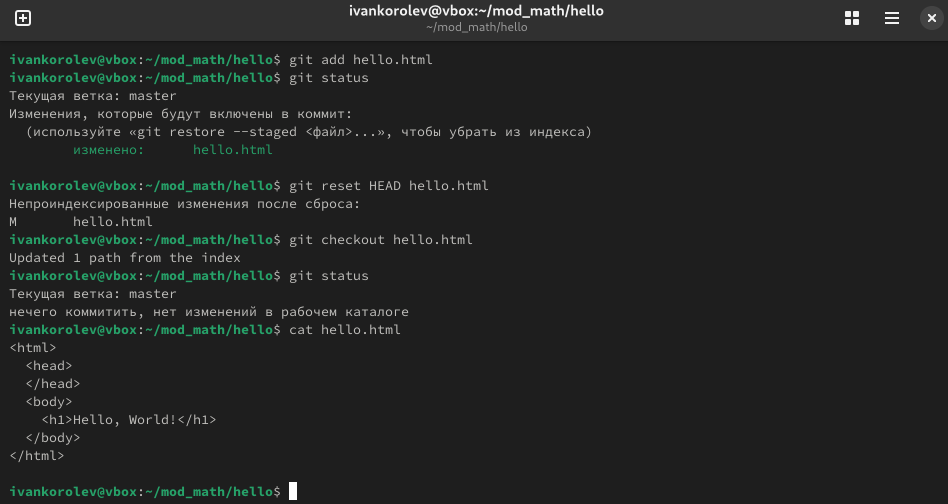 ivankorolev@vbox:~/mod_math/hello
~/mod_math/hello
ivankorolev@vbox:~/mod_math/hello$ git add hello.html
ivankorolev@vbox:~/mod_math/hello$ git status
Текущая ветка: master
Изменения, которые будут включены в коммит:
  (используйте «git restore --staged <файл>...», чтобы убрать из индекса)
        изменено:      hello.html
ivankorolev@vbox:~/mod_math/hello$ git reset HEAD hello.html
Непроиндексированные изменения после сброса:
M       hello.html
ivankorolev@vbox:~/mod_math/hello$ git checkout hello.html
Updated 1 path from the index
ivankorolev@vbox:~/mod_math/hello$ git status
Текущая ветка: master
нечего коммитить, нет изменений в рабочем каталоге
ivankorolev@vbox:~/mod_math/hello$ cat hello.html
<html>
  <head>
  </head>
  <body>
    <h1>Hello, World!</h1>
  </body>
</html>
ivankorolev@vbox:~/mod_math/hello$